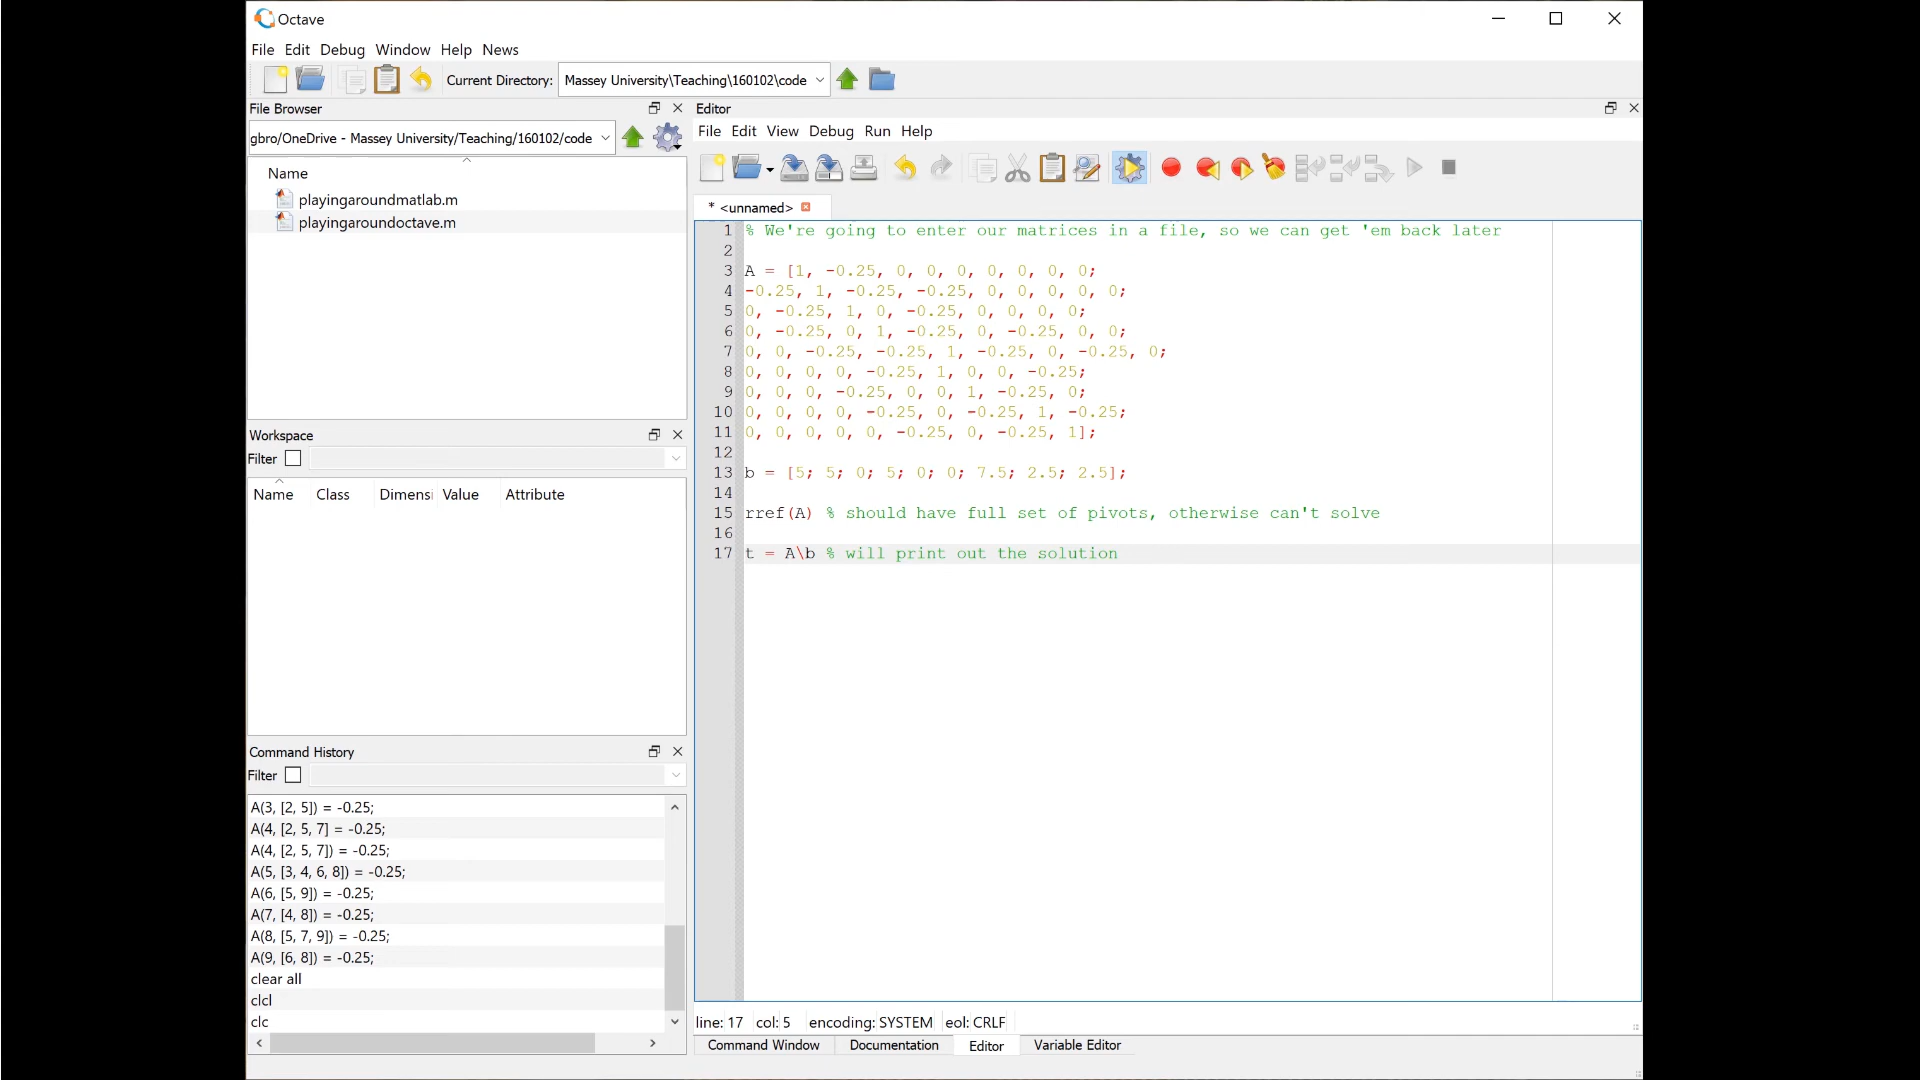 Octave
File Edit Debug Window Help News
Current Directory: Massey University\Teaching\160102\code
File Browser
gbro/OneDrive - Massey University/Teaching/160102/code
Name
playingaroundmatlab.m
playingaroundoctave.m
Workspace
Filter
Name Class Dimensi Value Attribute
Command History
Filter
A(3, [2, 5]) = -0.25;
A(4, [2, 5, 7] = -0.25;
A(4, [2, 5, 7]) = -0.25;
A(5, [3, 4, 6, 8]) = -0.25;
A(6, [5, 9]) = -0.25;
A(7, [4, 8]) = -0.25;
A(8, [5, 7, 9]) = -0.25;
A(9, [6, 8]) = -0.25;
clear all
clcl
clc
Editor
File Edit View Debug Run Help
* <unnamed>
1 % We're going to enter our matrices in a file, so we can get 'em back later
2
3 A = [1, -0.25, 0, 0, 0, 0, 0, 0, 0;
4 -0.25, 1, -0.25, -0.25, 0, 0, 0, 0, 0;
5 0, -0.25, 1, 0, -0.25, 0, 0, 0, 0;
6 0, -0.25, 0, 1, -0.25, 0, -0.25, 0, 0;
7 0, 0, -0.25, -0.25, 1, -0.25, 0, -0.25, 0;
8 0, 0, 0, 0, -0.25, 1, 0, 0, -0.25;
9 0, 0, 0, -0.25, 0, 0, 1, -0.25, 0;
10 0, 0, 0, 0, -0.25, 0, -0.25, 1, -0.25;
11 0, 0, 0, 0, 0, -0.25, 0, -0.25, 1];
12
13 b = [5; 5; 0; 5; 0; 0; 7.5; 2.5; 2.5];
14
15 rref(A) % should have full set of pivots, otherwise can't solve
16
17 t = A\b % will print out the solution
line: 17 col: 5 encoding: SYSTEM eol: CRLF
Command Window Documentation Editor Variable Editor